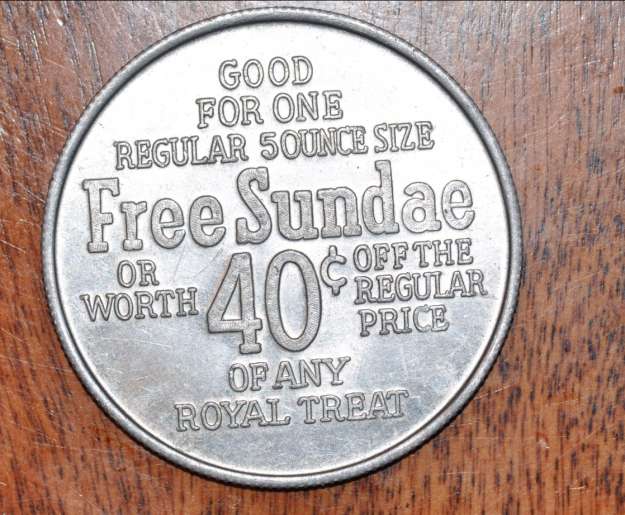 GOOD
FOR ONE
REGULAR 5 OUNCE SIZE
Free Sundae
OR WORTH 40¢ OFF THE REGULAR PRICE
OF ANY
ROYAL TREAT